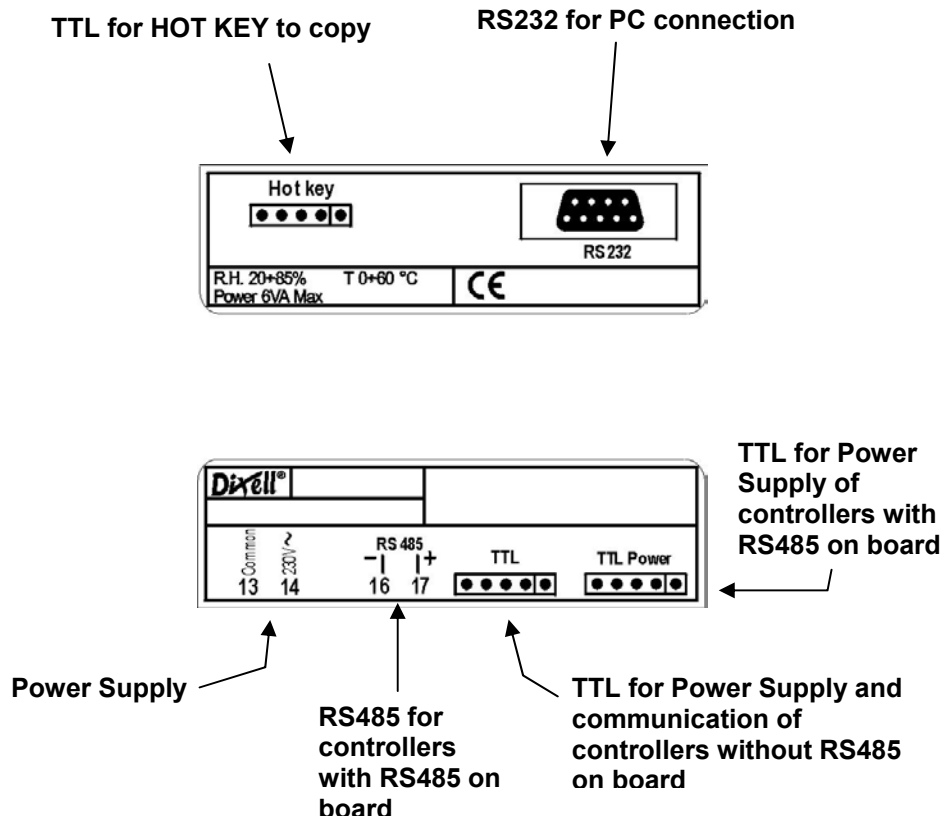 TTL for HOT KEY to copy
RS232 for PC connection
Hot key
RS 232
R.H. 20÷85% T 0÷60 °C
Power 6VA Max
CE
TTL for Power
Supply of
controllers with
RS485 on board
Dixell®
Common
230V ~
RS 485
− +
TTL
TTL Power
13 14 16 17
Power Supply
RS485 for
controllers
with RS485 on
board
TTL for Power Supply and
communication of
controllers without RS485
on board